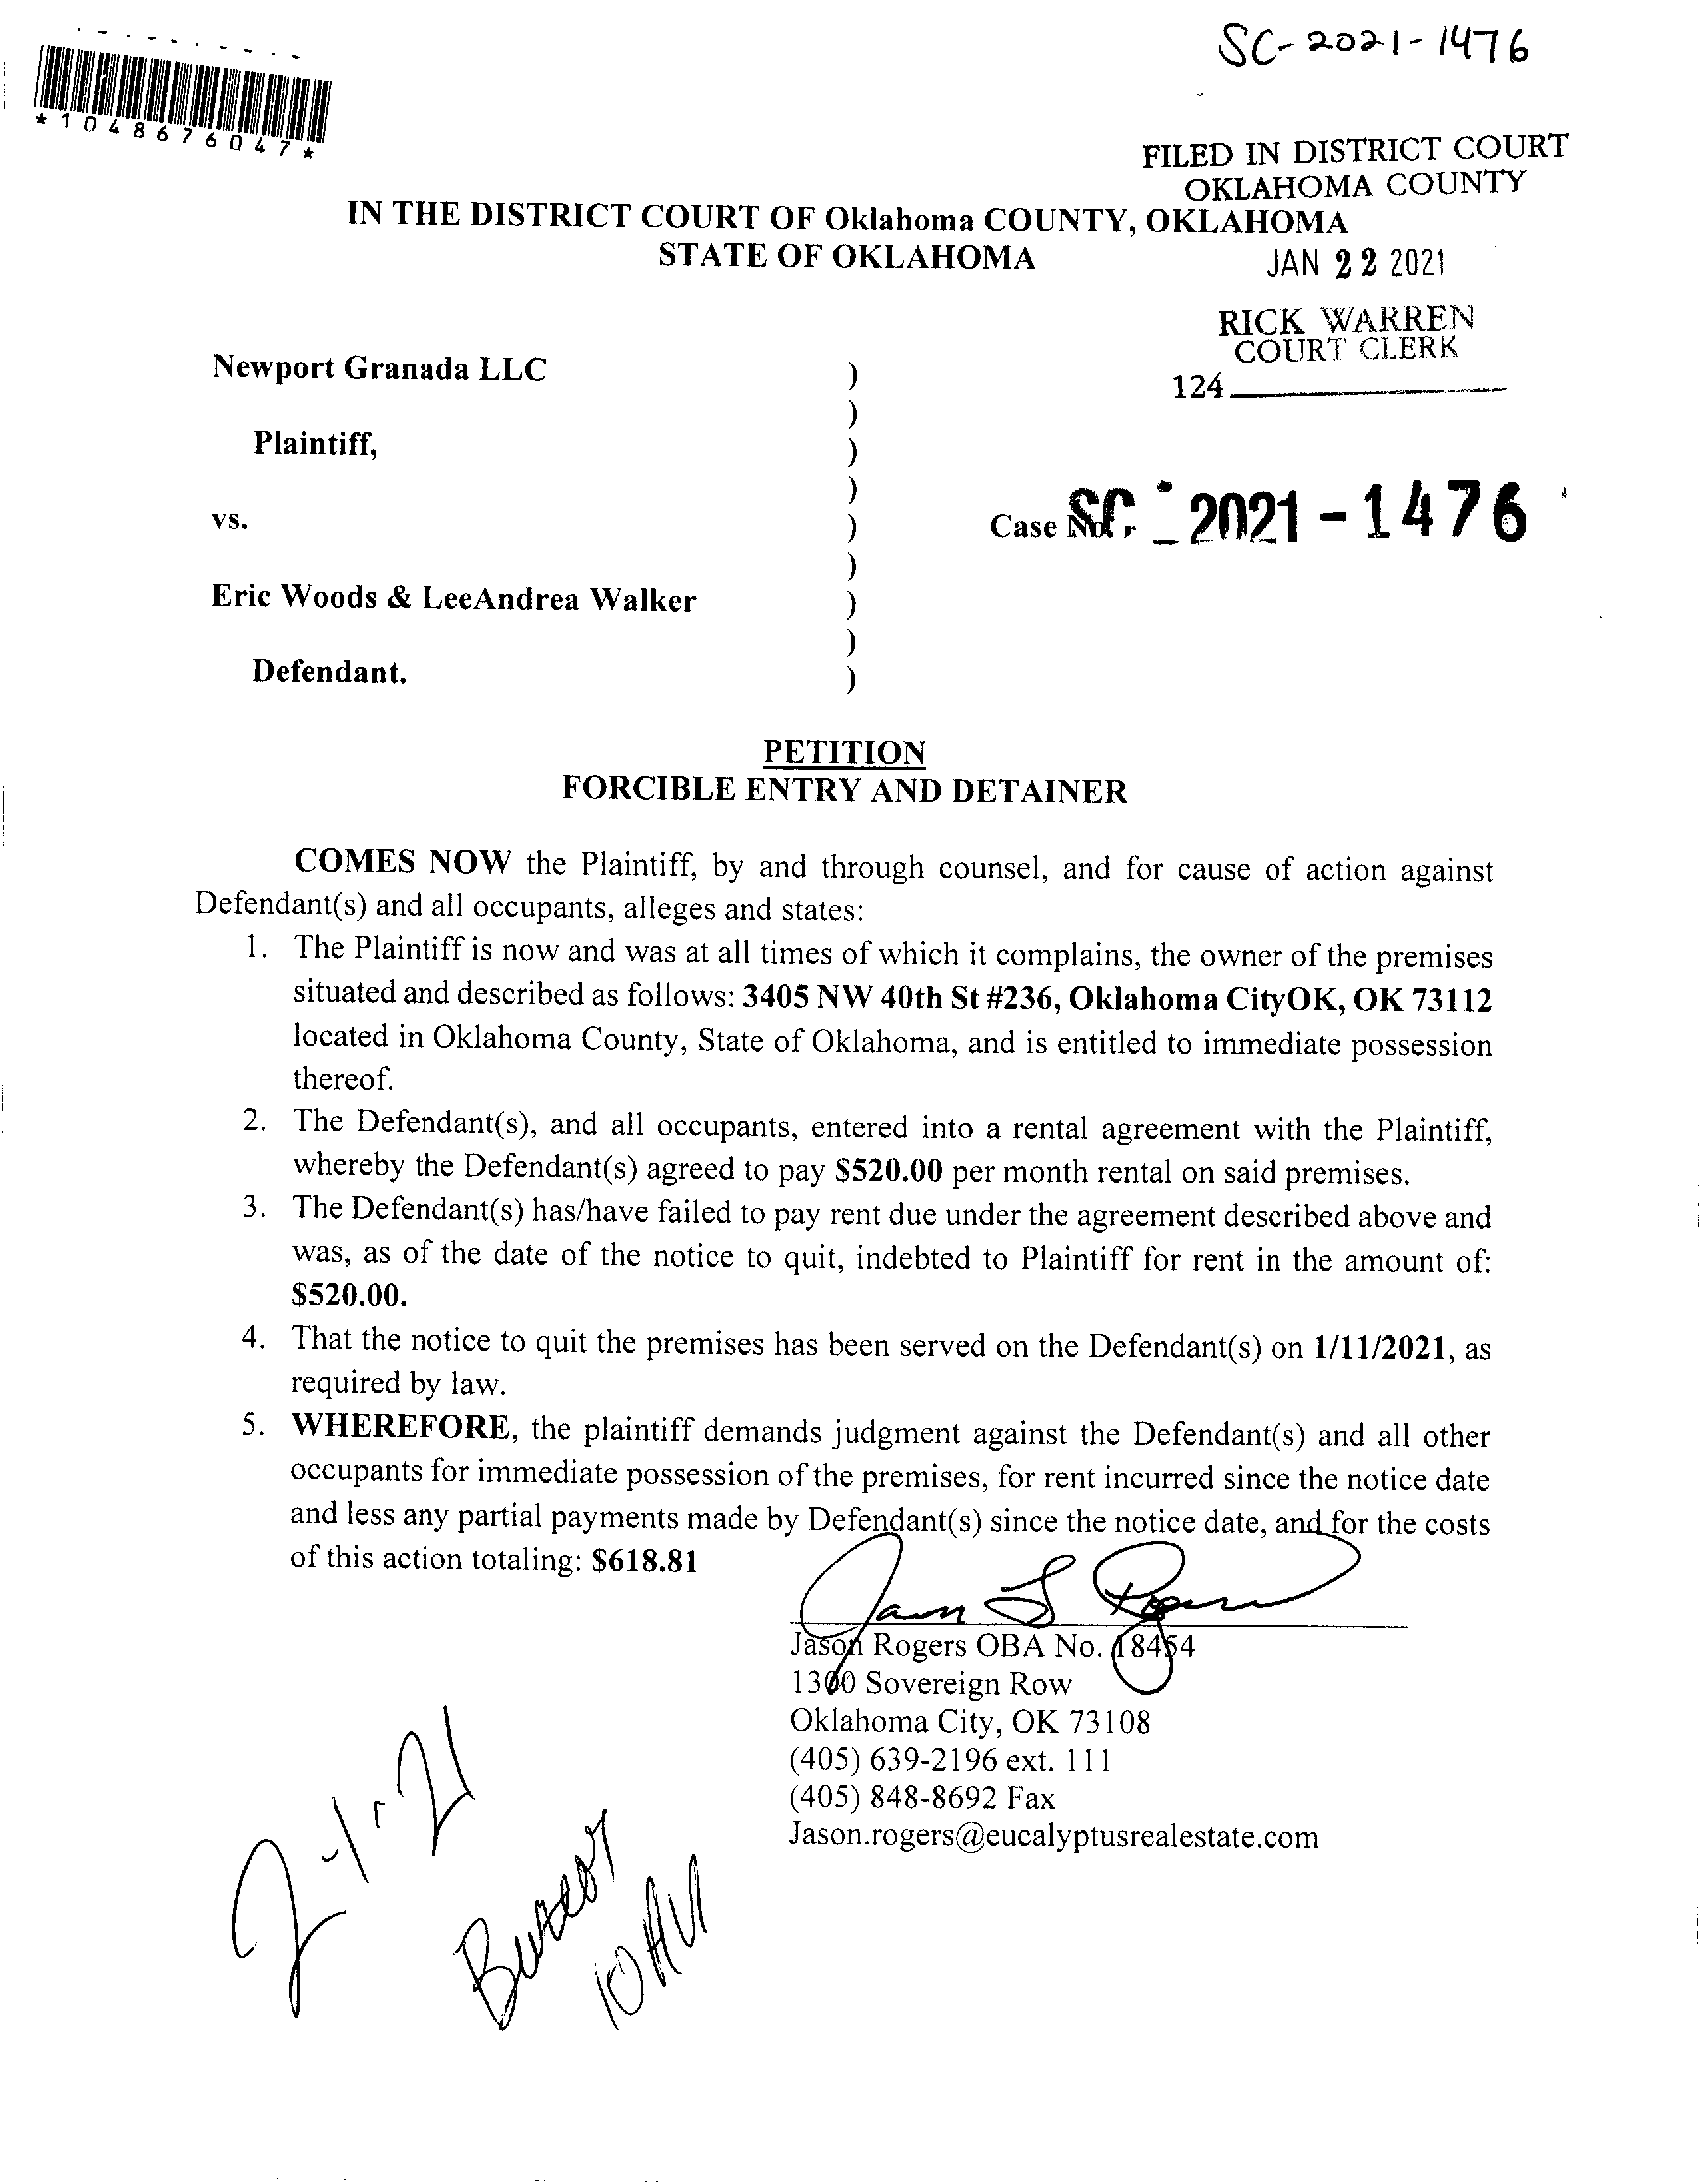 SC-2021-1476
*1048676047*
FILED IN DISTRICT COURT
OKLAHOMA COUNTY
IN THE DISTRICT COURT OF Oklahoma COUNTY, OKLAHOMA
STATE OF OKLAHOMA
JAN 22 2021
RICK WARREN
COURT CLERK
124
Newport Granada LLC )
)
Plaintiff, )
)
vs. )
Case No. SC - 2021 - 1476
)
Eric Woods & LeeAndrea Walker )
)
Defendant. )
PETITION
FORCIBLE ENTRY AND DETAINER
COMES NOW the Plaintiff, by and through counsel, and for cause of action against
Defendant(s) and all occupants, alleges and states:
1. The Plaintiff is now and was at all times of which it complains, the owner of the premises
situated and described as follows: 3405 NW 40th St #236, Oklahoma CityOK, OK 73112
located in Oklahoma County, State of Oklahoma, and is entitled to immediate possession
thereof.
2. The Defendant(s), and all occupants, entered into a rental agreement with the Plaintiff,
whereby the Defendant(s) agreed to pay $520.00 per month rental on said premises.
3. The Defendant(s) has/have failed to pay rent due under the agreement described above and
was, as of the date of the notice to quit, indebted to Plaintiff for rent in the amount of:
$520.00.
4. That the notice to quit the premises has been served on the Defendant(s) on 1/11/2021, as
required by law.
5. WHEREFORE, the plaintiff demands judgment against the Defendant(s) and all other
occupants for immediate possession of the premises, for rent incurred since the notice date
and less any partial payments made by Defendant(s) since the notice date, and for the costs
of this action totaling: $618.81
Jason Rogers OBA No. 18454
1300 Sovereign Row
Oklahoma City, OK 73108
(405) 639-2196 ext. 111
(405) 848-8692 Fax
Jason.rogers@eucalyptusrealestate.com
2-1-21
10AM